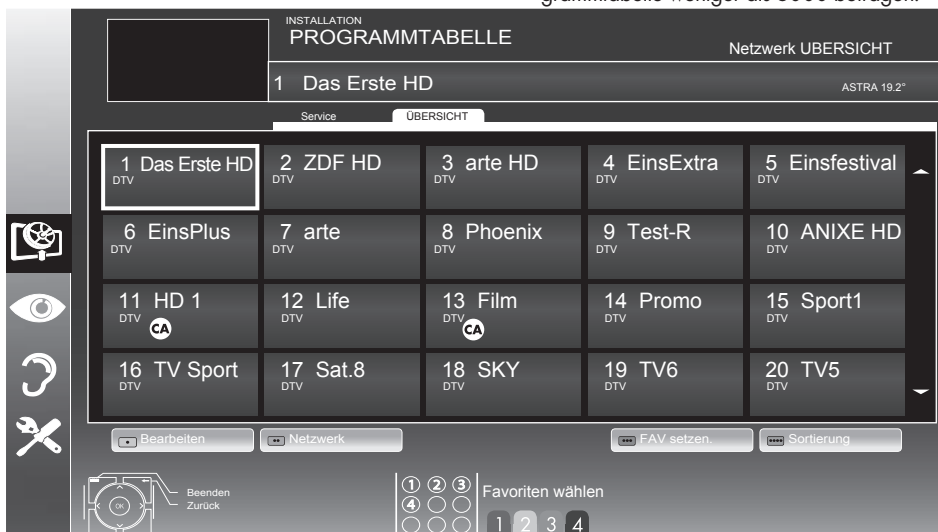 INSTALLATION
PROGRAMMTABELLE
Netzwerk UBERSICHT
1 Das Erste HD
ASTRA 19.2°
Service ÜBERSICHT
1 Das Erste HD 2 ZDF HD 3 arte HD 4 EinsExtra 5 Einsfestival
DTV DTV DTV DTV DTV
6 EinsPlus 7 arte 8 Phoenix 9 Test-R 10 ANIXE HD
DTV DTV DTV DTV DTV
11 HD 1 12 Life 13 Film 14 Promo 15 Sport1
DTV DTV DTV DTV DTV
CA CA
16 TV Sport 17 Sat.8 18 SKY 19 TV6 20 TV5
DTV DTV DTV DTV DTV
Bearbeiten Netzwerk FAV setzen. Sortierung
Beenden
Zurück
OK
1 2 3
4
Favoriten wählen
1 2 3 4